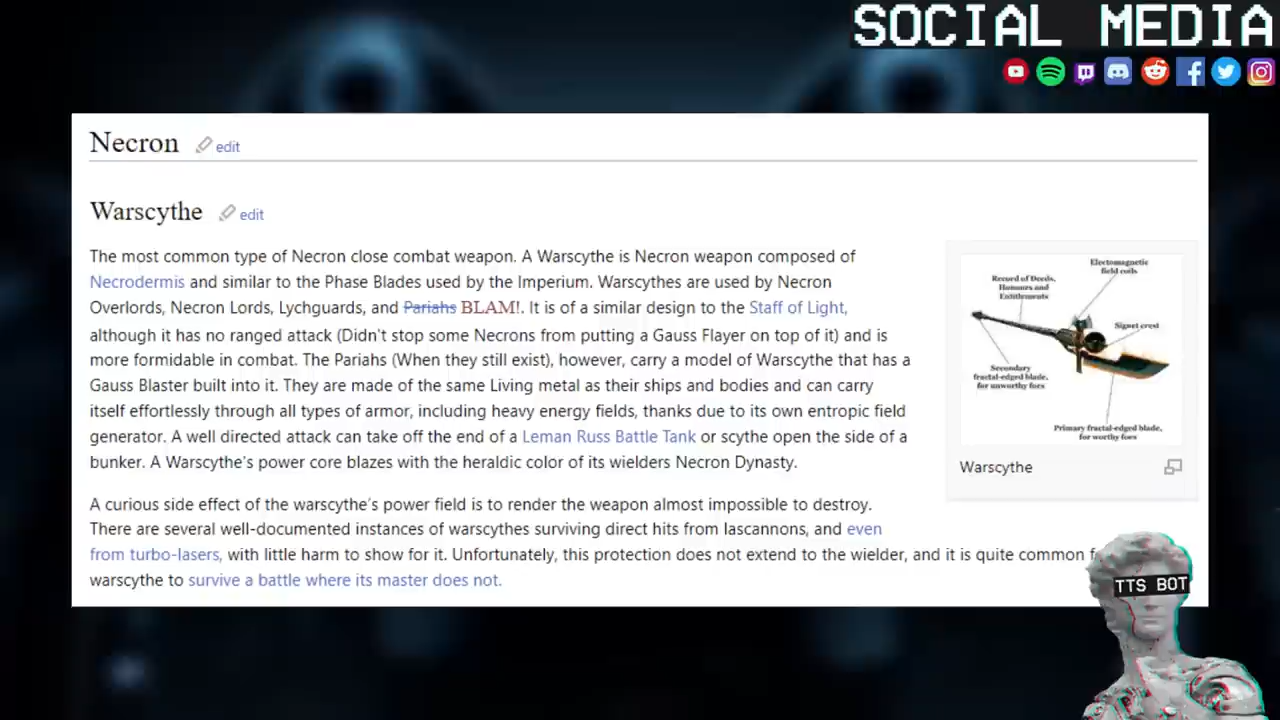 SOCIAL MEDIA
Necron edit
Warscythe edit
The most common type of Necron close combat weapon. A Warscythe is Necron weapon composed of
Necrodermis and similar to the Phase Blades used by the Imperium. Warscythes are used by Necron
Overlords, Necron Lords, Lychguards, and Pariahs BLAM!. It is of a similar design to the Staff of Light,
although it has no ranged attack (Didn't stop some Necrons from putting a Gauss Flayer on top of it) and is
more formidable in combat. The Pariahs (When they still exist), however, carry a model of Warscythe that has a
Gauss Blaster built into it. They are made of the same Living metal as their ships and bodies and can carry
itself effortlessly through all types of armor, including heavy energy fields, thanks due to its own entropic field
generator. A well directed attack can take off the end of a Leman Russ Battle Tank or scythe open the side of a
bunker. A Warscythe's power core blazes with the heraldic color of its wielders Necron Dynasty.
A curious side effect of the warscythe's power field is to render the weapon almost impossible to destroy.
There are several well-documented instances of warscythes surviving direct hits from lascannons, and even
from turbo-lasers, with little harm to show for it. Unfortunately, this protection does not extend to the wielder, and it is quite common
warscythe to survive a battle where its master does not.
Electromagnetic
field coils
Record of Deeds,
Honours and
Entitlements
Signet crest
Secondary
fractal-edged blade,
for unworthy foes
Primary fractal-edged blade,
for worthy foes
Warscythe
TTS BOT